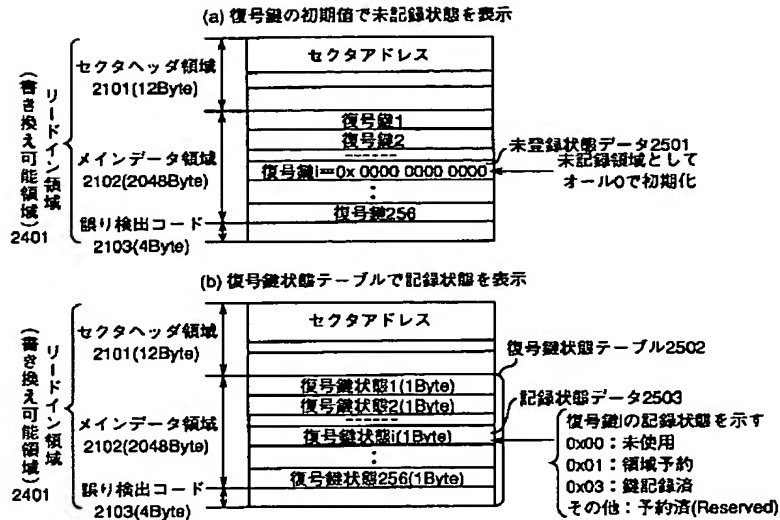 (a) 復号鍵の初期値で未記録状態を表示
セクタヘッダ領域
2101(12Byte)
セクタアドレス
リードイン領域
(書き換え可能領域)
2401
メインデータ領域
2102(2048Byte)
復号鍵1
復号鍵2
復号鍵i=0x 0000 0000 0000
復号鍵256
未登録状態データ2501
未記録領域として
オール0で初期化
誤り検出コード
2103(4Byte)
(b) 復号鍵状態テーブルで記録状態を表示
セクタヘッダ領域
2101(12Byte)
セクタアドレス
復号鍵状態テーブル2502
リードイン領域
(書き換え可能領域)
2401
メインデータ領域
2102(2048Byte)
復号鍵状態1(1Byte)
復号鍵状態2(1Byte)
復号鍵状態i(1Byte)
復号鍵状態256(1Byte)
記録状態データ2503
復号鍵iの記録状態を示す
0x00:未使用
0x01:領域予約
0x03:鍵記録済
その他:予約済(Reserved)
誤り検出コード
2103(4Byte)